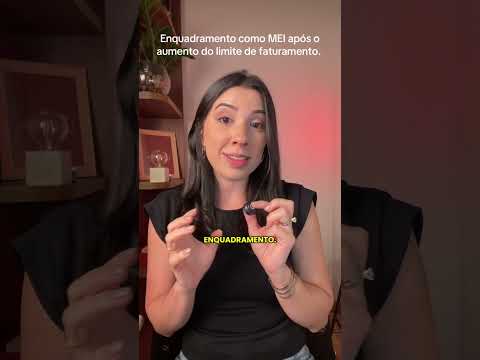 Enquadramento como MEI após o
aumento do limite de faturamento.
ENQUADRAMENTO.